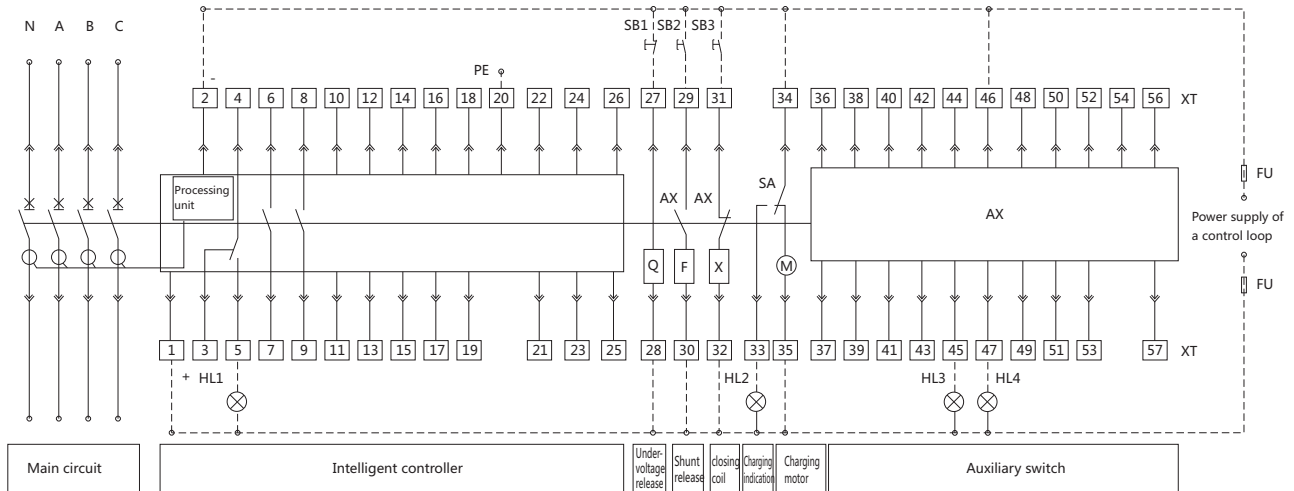 N A B C
SB1 SB2 SB3
PE
-
2 4 6 8 10 12 14 16 18 20 22 24 26 27 29 31 34 36 38 40 42 44 46 48 50 52 54 56 XT
FU
Processing
unit
AX AX SA AX
Power supply of
a control loop
Q F X M
FU
1 3 5 7 9 11 13 15 17 19 21 23 25 28 30 32 33 35 37 39 41 43 45 47 49 51 53 57 XT
+ HL1 HL2 HL3 HL4
Main circuit
Intelligent controller
Under-
voltage
release
Shunt
release
closing
coil
Charging
indication
Charging
motor
Auxiliary switch